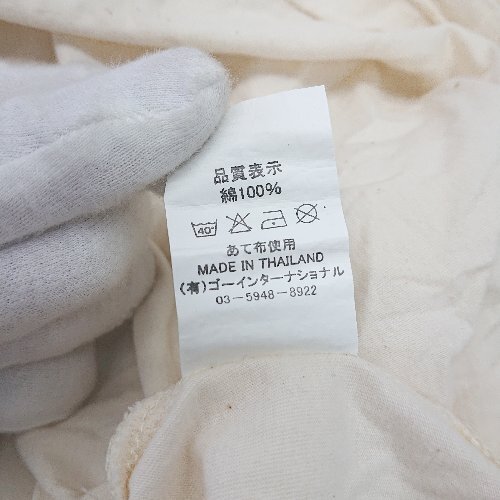 品質表示
綿100%
40°
あて布使用
MADE IN THAILAND
(有)ゴーインターナショナル
03-5948-8922